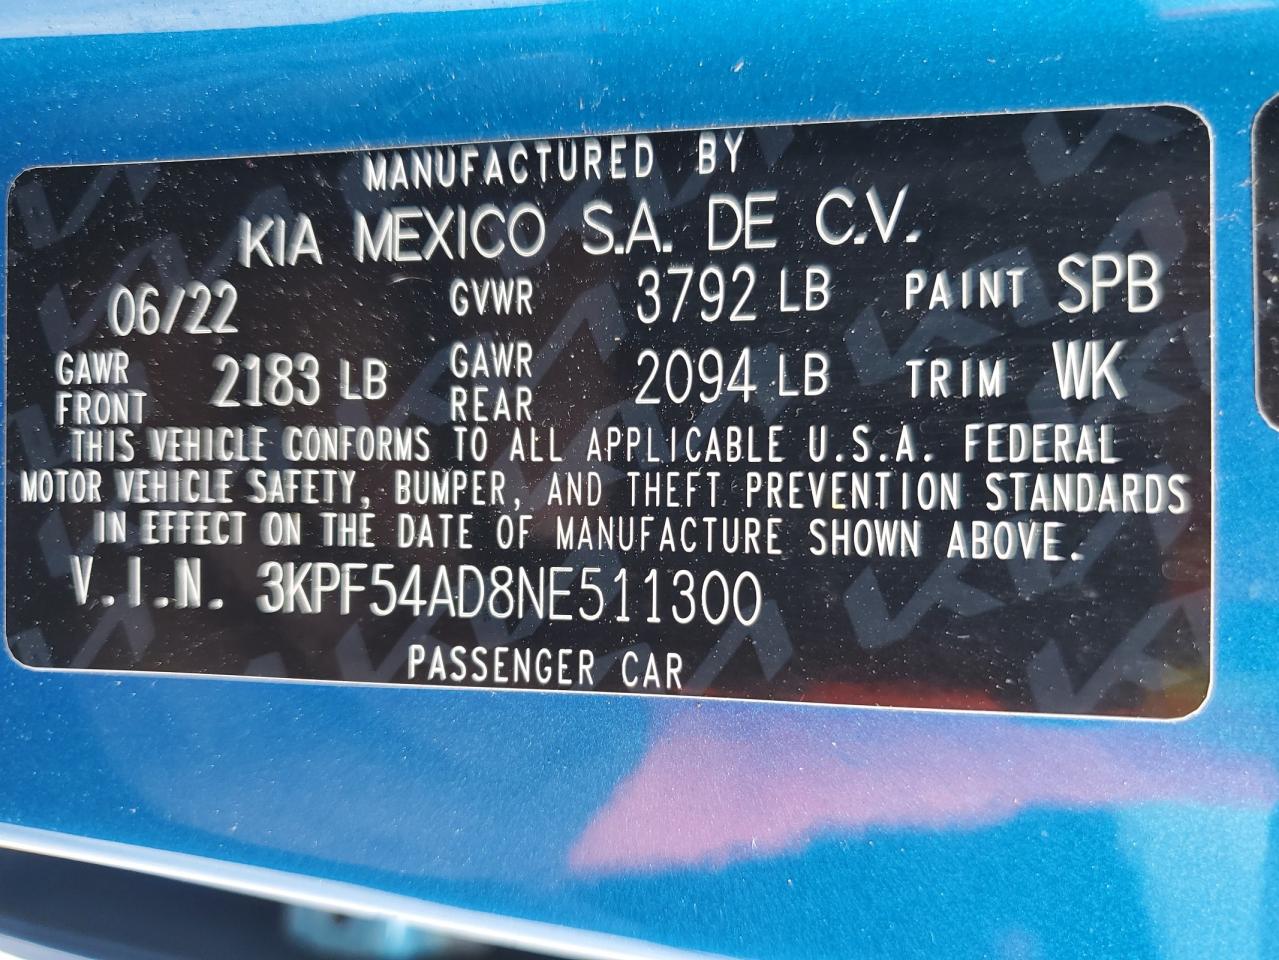 MANUFACTURED BY
KIA MEXICO S.A. DE C.V.
06/22 GVWR 3792 LB PAINT SPB
GAWR FRONT 2183 LB GAWR REAR 2094 LB TRIM WK
THIS VEHICLE CONFORMS TO ALL APPLICABLE U.S.A. FEDERAL
MOTOR VEHICLE SAFETY, BUMPER, AND THEFT PREVENTION STANDARDS
IN EFFECT ON THE DATE OF MANUFACTURE SHOWN ABOVE.
V.I.N. 3KPF54AD8NE511300
PASSENGER CAR